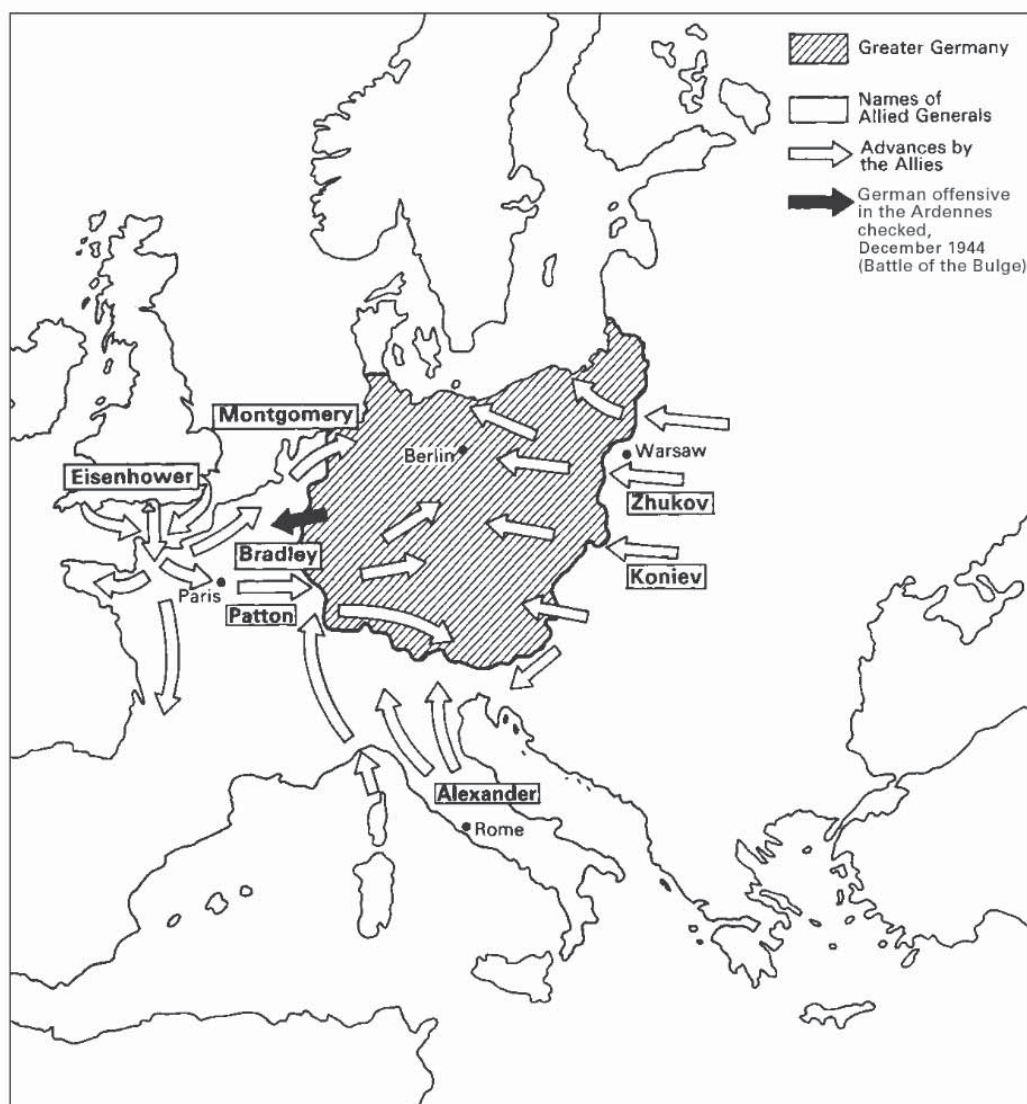 Greater Germany
Names of
Allied Generals
Advances by
the Allies
German offensive
in the Ardennes
checked,
December 1944
(Battle of the Bulge)
Montgomery
Berlin
Warsaw
Eisenhower
Zhukov
Bradley
Koniev
Paris
Patton
Alexander
Rome